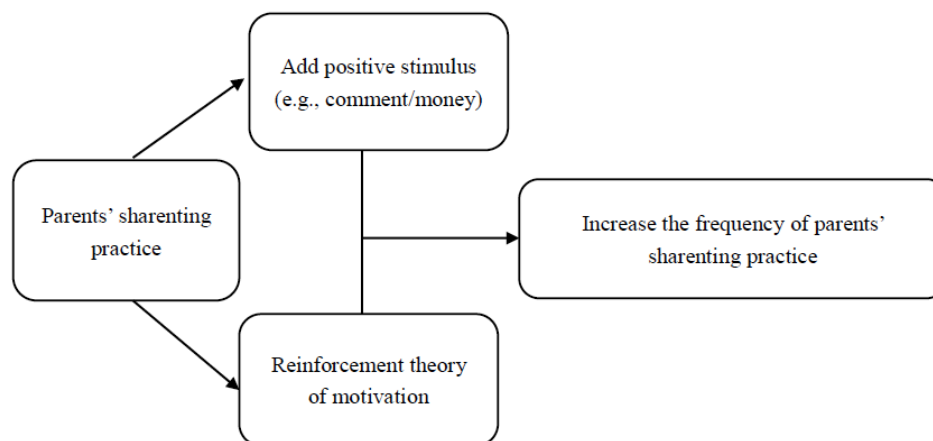 Add positive stimulus
(e.g., comment/money)
Parents’ sharenting
practice
Increase the frequency of parents’
sharenting practice
Reinforcement theory
of motivation